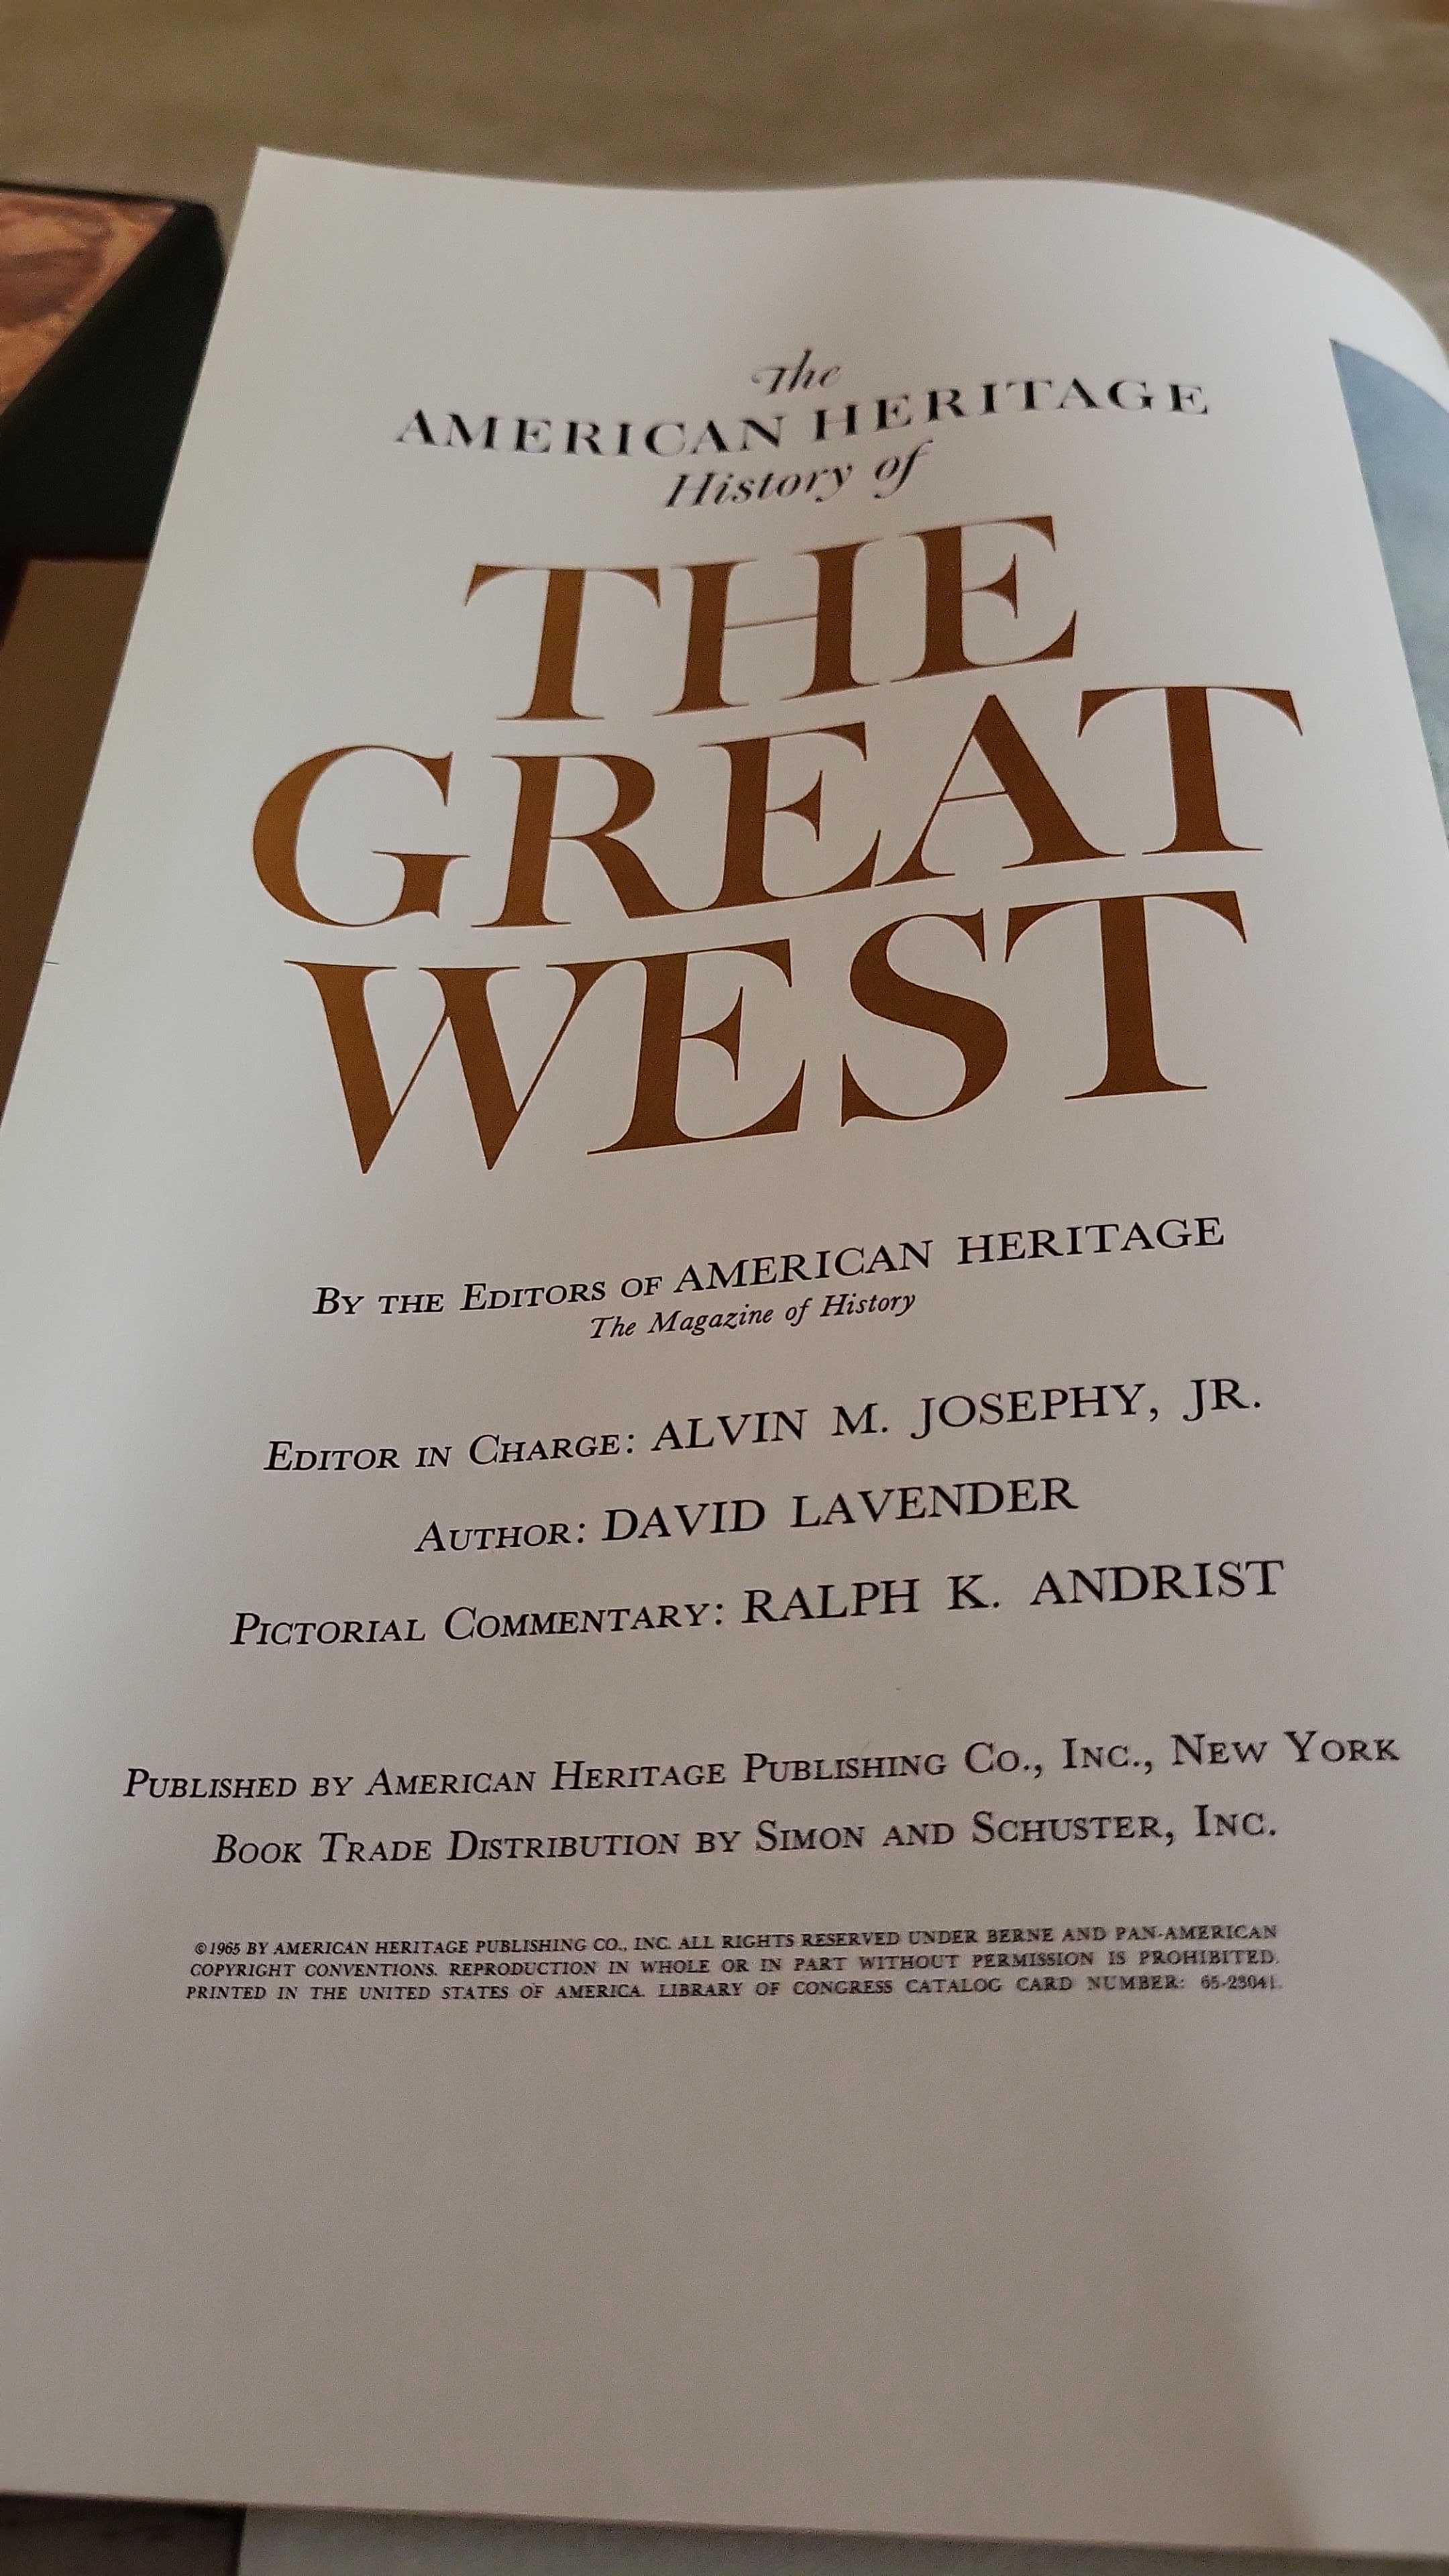 The
AMERICAN HERITAGE
History of
THE
GREAT
WEST
BY THE EDITORS OF AMERICAN HERITAGE
The Magazine of History
EDITOR IN CHARGE: ALVIN M. JOSEPHY, JR.
AUTHOR: DAVID LAVENDER
PICTORIAL COMMENTARY: RALPH K. ANDRIST
PUBLISHED BY AMERICAN HERITAGE PUBLISHING CO., INC., NEW YORK
BOOK TRADE DISTRIBUTION BY SIMON AND SCHUSTER, INC.
©1965 BY AMERICAN HERITAGE PUBLISHING CO., INC. ALL RIGHTS RESERVED UNDER BERNE AND PAN-AMERICAN
COPYRIGHT CONVENTIONS. REPRODUCTION IN WHOLE OR IN PART WITHOUT PERMISSION IS PROHIBITED.
PRINTED IN THE UNITED STATES OF AMERICA. LIBRARY OF CONGRESS CATALOG CARD NUMBER: 65-23041.